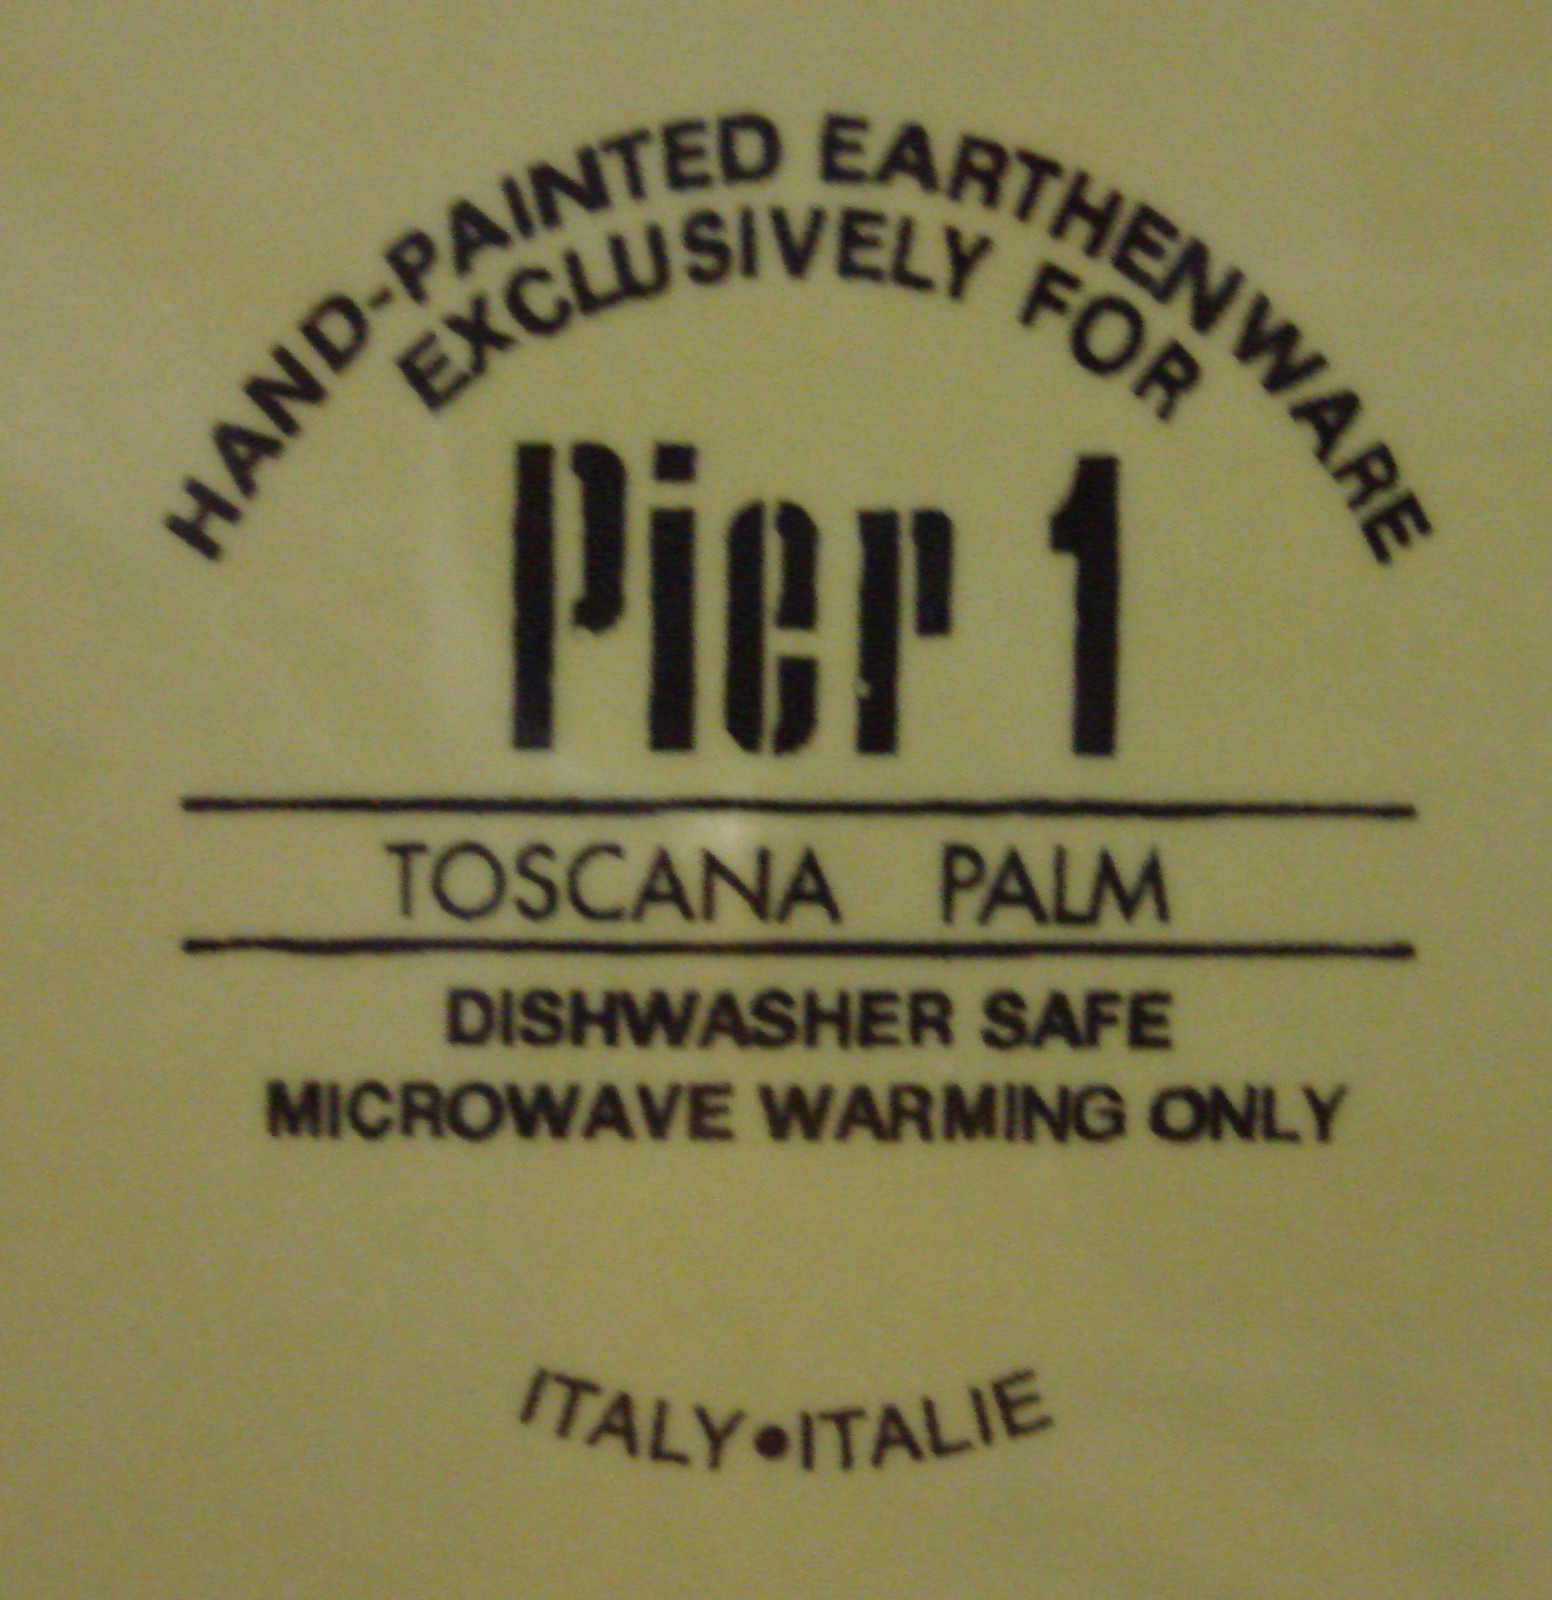 HAND-PAINTED EARTHENWARE
EXCLUSIVELY FOR
Pier 1
TOSCANA PALM
DISHWASHER SAFE
MICROWAVE WARMING ONLY
ITALY•ITALIE